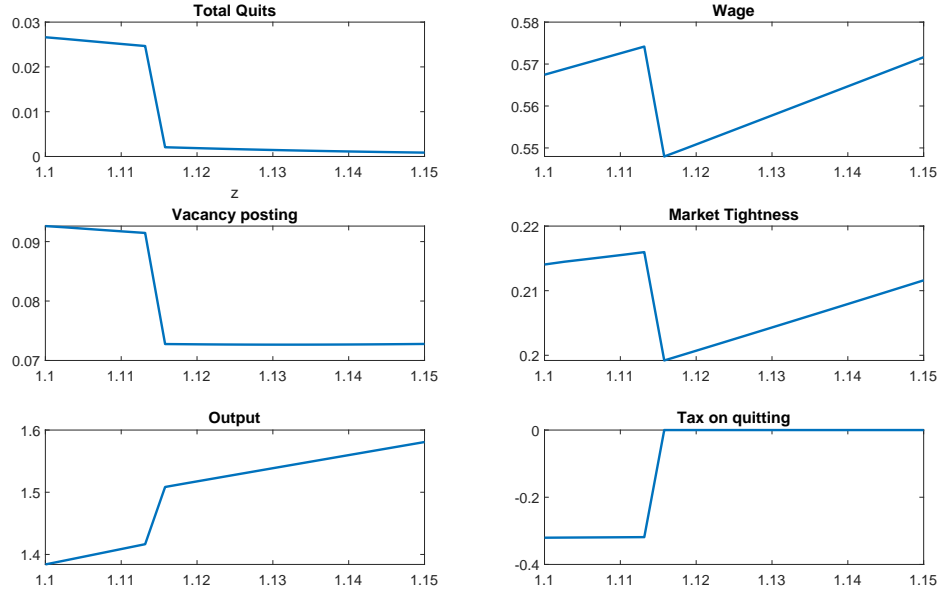 Total Quits
0.03
0.02
0.01
0
1.1 1.11 1.12 1.13 1.14 1.15
z
Wage
0.58
0.57
0.56
0.55
1.1 1.11 1.12 1.13 1.14 1.15
Vacancy posting
0.09
0.08
0.07
1.1 1.11 1.12 1.13 1.14 1.15
Market Tightness
0.22
0.21
0.2
1.1 1.11 1.12 1.13 1.14 1.15
Output
1.6
1.5
1.4
1.1 1.11 1.12 1.13 1.14 1.15
Tax on quitting
0
-0.2
-0.4
1.1 1.11 1.12 1.13 1.14 1.15